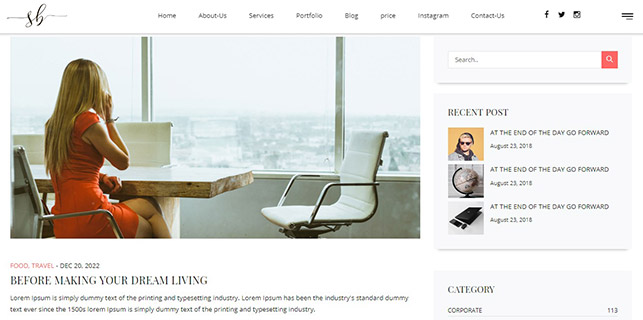 sb
Home About-Us Services Portfolio Blog price Instagram Contact-Us
Search..
RECENT POST
AT THE END OF THE DAY GO FORWARD
August 23, 2018
AT THE END OF THE DAY GO FORWARD
August 23, 2018
AT THE END OF THE DAY GO FORWARD
August 23, 2018
FOOD, TRAVEL - DEC 20, 2022
BEFORE MAKING YOUR DREAM LIVING
Lorem Ipsum is simply dummy text of the printing and typesetting industry. Lorem Ipsum has been the industry's standard dummy
text ever since the 1500s lorem Ipsum is simply dummy text of the printing and typesetting industry.
CATEGORY
CORPORATE 113